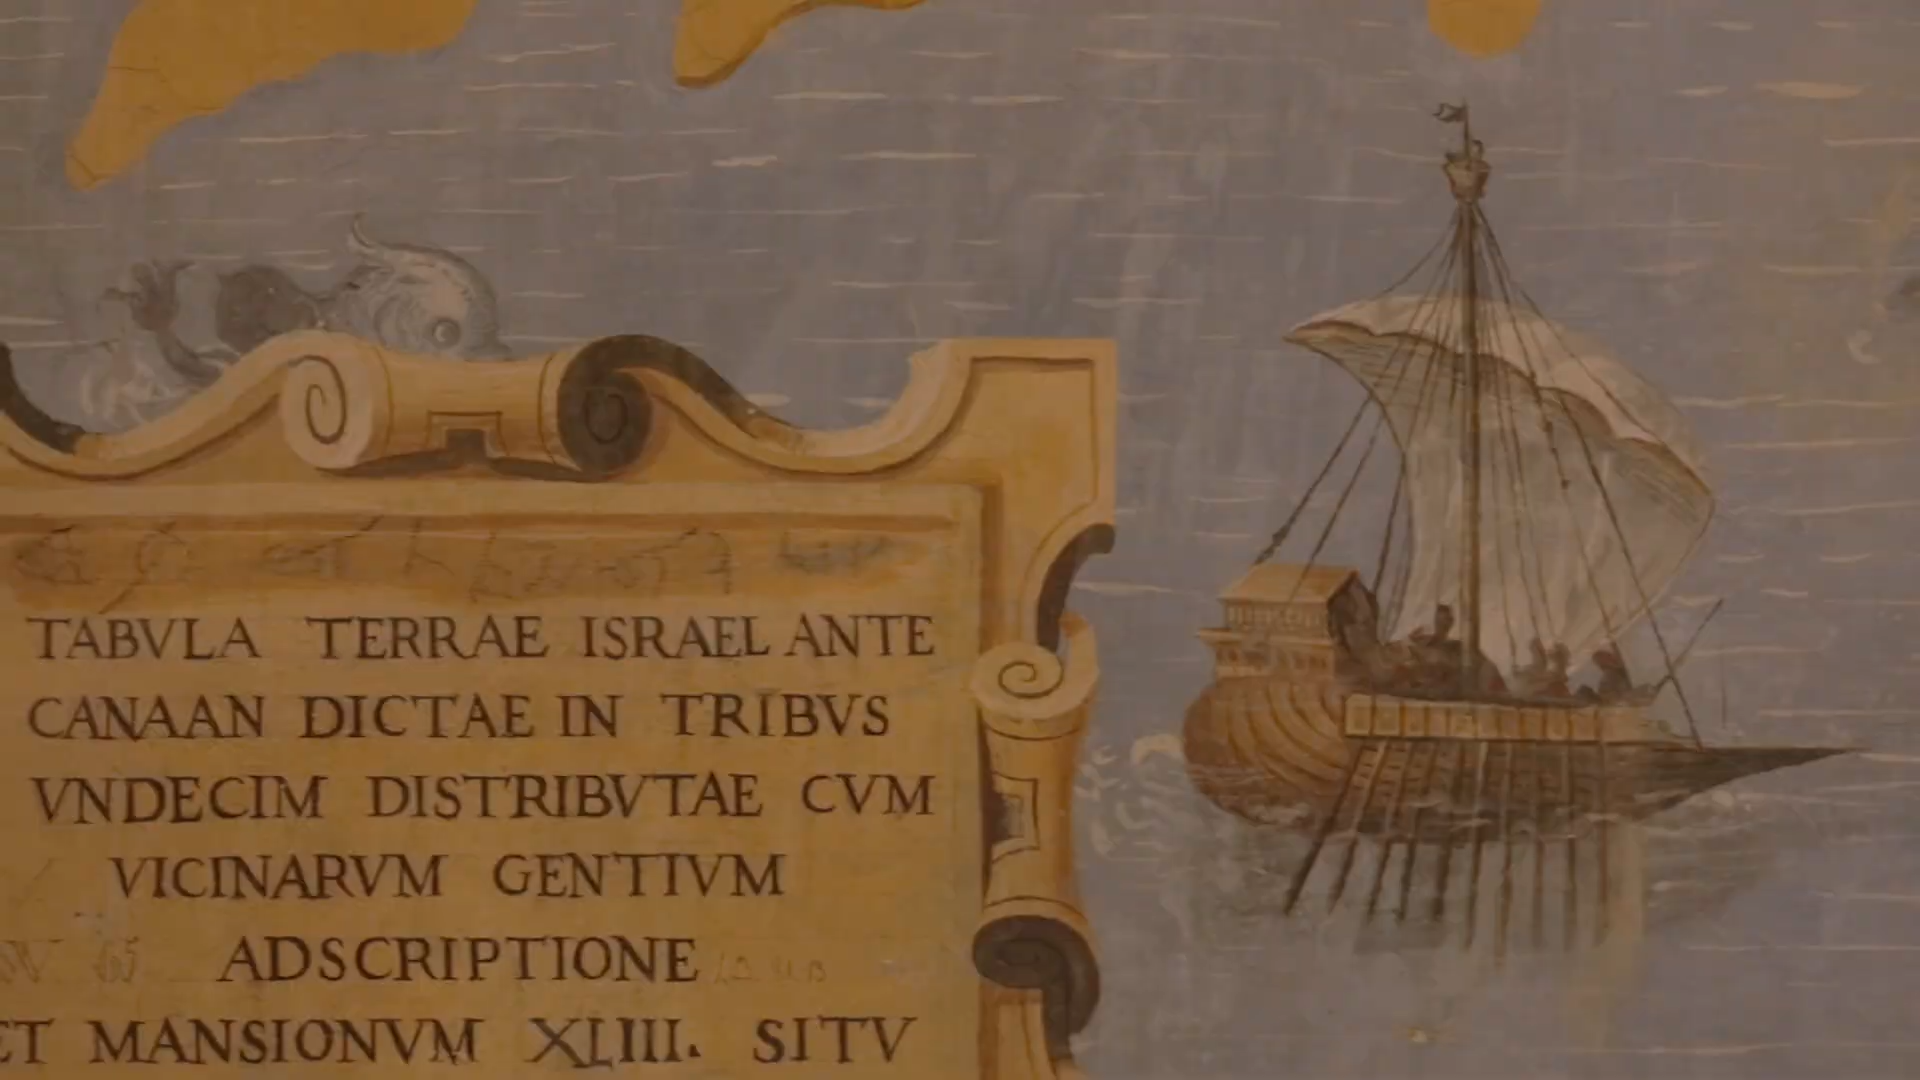 TABVLA TERRAE ISRAEL ANTE
CANAAN DICTAE IN TRIBVS
VNDECIM DISTRIBVTAE CVM
VICINARVM GENTIVM
ADSCRIPTIONE
ET MANSIONVM XLIII. SITV